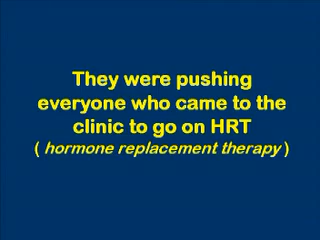 They were pushing
everyone who came to the
clinic to go on HRT
( hormone replacement therapy )